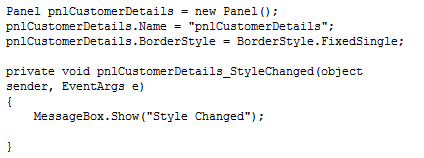 Panel pnlCustomerDetails = new Panel();
pnlCustomerDetails.Name = "pnlCustomerDetails";
pnlCustomerDetails.BorderStyle = BorderStyle.FixedSingle;

private void pnlCustomerDetails_StyleChanged(object
sender, EventArgs e)
{
    MessageBox.Show("Style Changed");

}